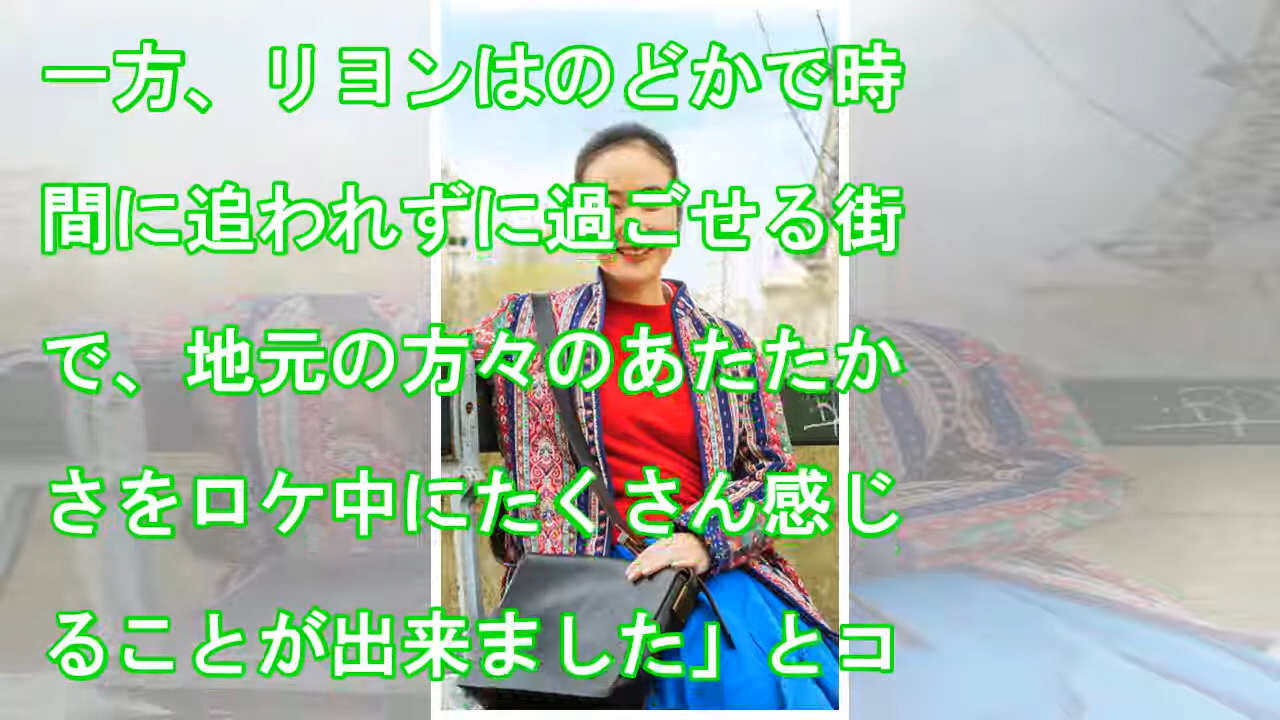 一方、リヨンはのどかで時
間に追われずに過ごせる街
で、地元の方々のあたたか
さをロケ中にたくさん感じ
ることが出来ました」とコ